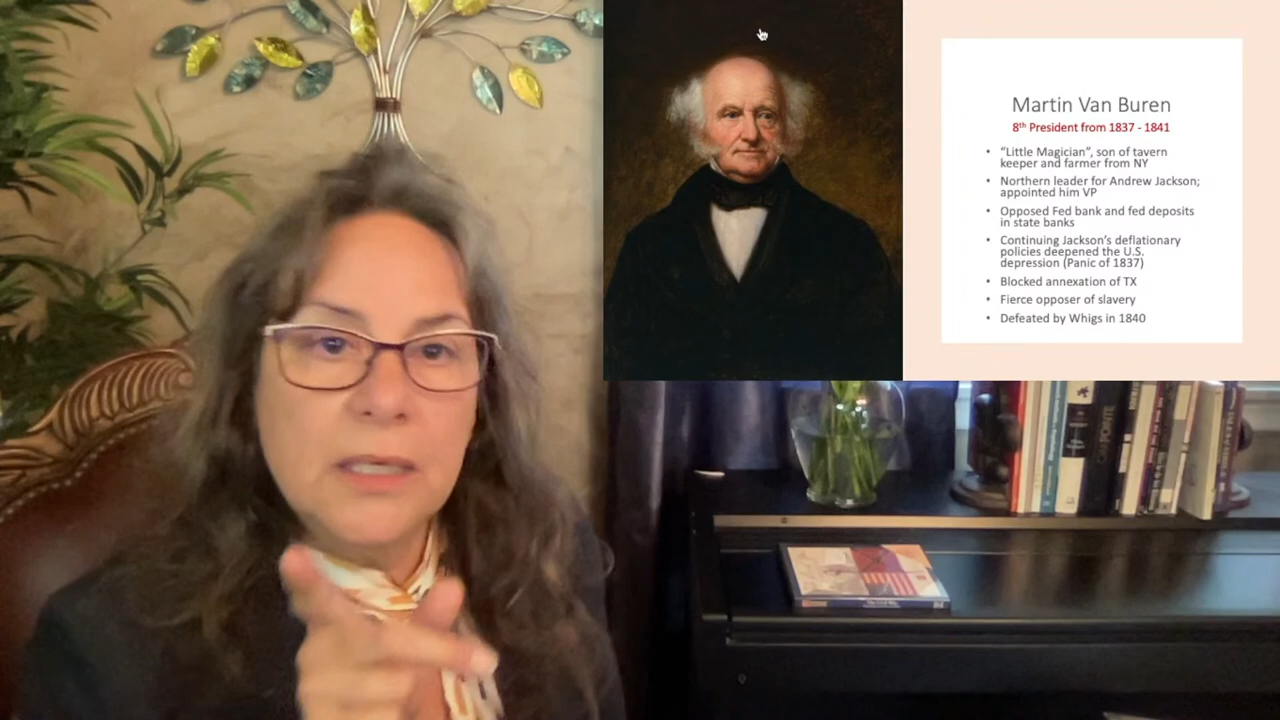 Martin Van Buren
8th President from 1837 - 1841
• “Little Magician”, son of tavern
keeper and farmer from NY
• Northern leader for Andrew Jackson;
appointed him VP
• Opposed Fed bank and fed deposits
in state banks
• Continuing Jackson’s deflationary
policies deepened the U.S.
depression (Panic of 1837)
• Blocked annexation of TX
• Fierce opposer of slavery
• Defeated by Whigs in 1840